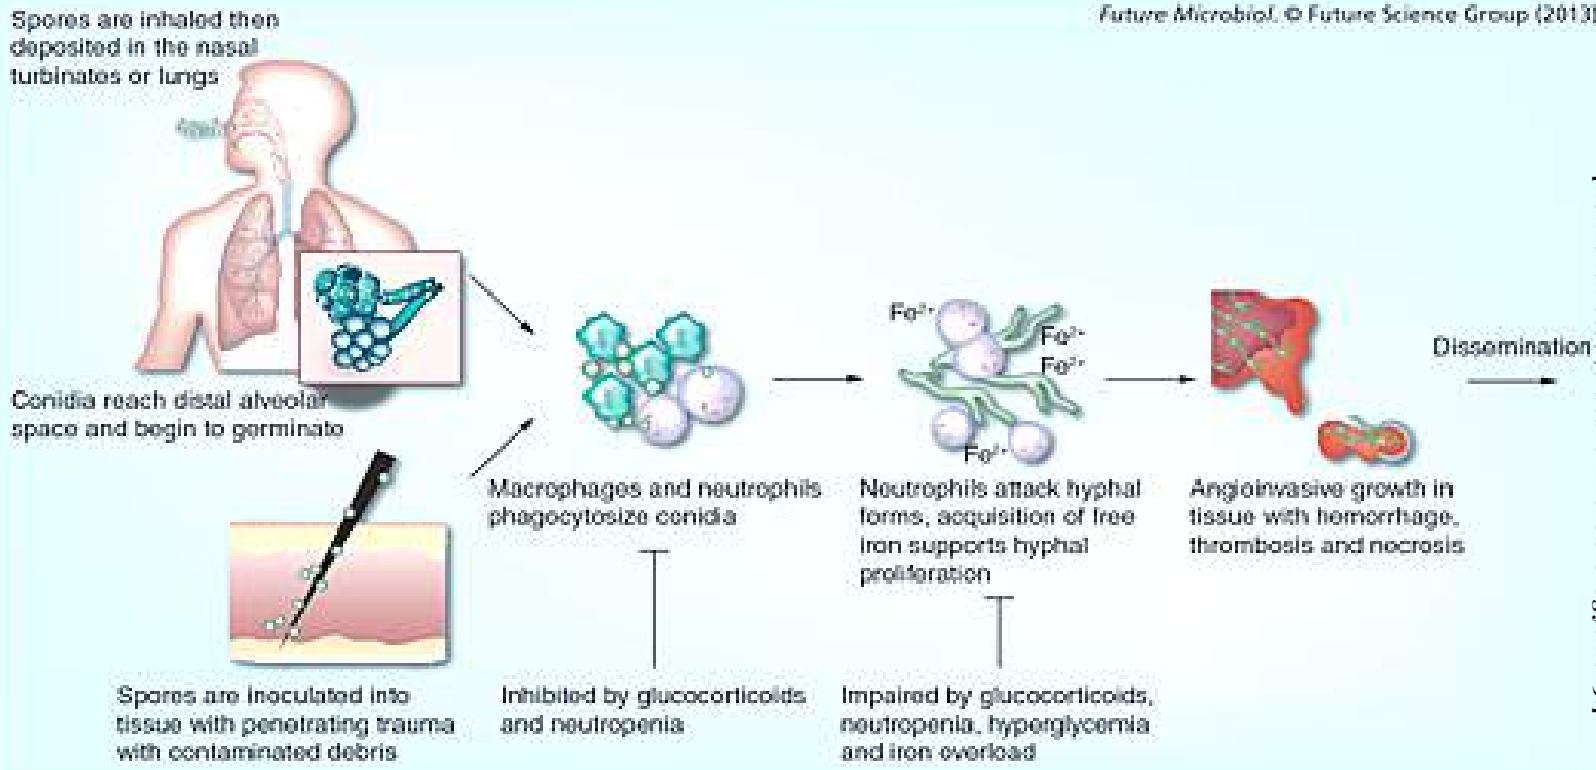 Future Microbiol. © Future Science Group (2013)
Spores are inhaled then
deposited in the nasal
turbinates or lungs
Conidia reach distal alveolar
space and begin to germinate
Spores are inoculated into
tissue with penetrating trauma
with contaminated debris
Macrophages and neutrophils
phagocytosize conidia
Inhibited by glucocorticoids
and neutropenia
Fe²⁺
Fe²⁺
Fe²⁺
Fe²⁺
Neutrophils attack hyphal
forms, acquisition of free
iron supports hyphal
proliferation
Impaired by glucocorticoids,
neutropenia, hyperglycemia
and iron overload
Angioinvasive growth in
tissue with hemorrhage,
thrombosis and necrosis
Dissemination